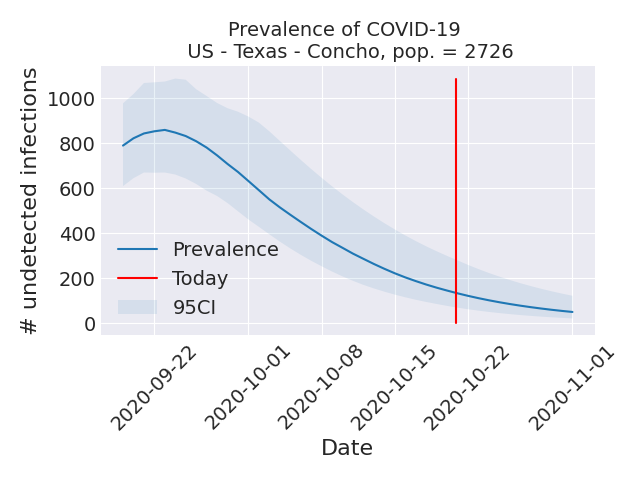 Prevalence of COVID-19
US - Texas - Concho, pop. = 2726
# undetected infections
1000
800
600
400
200
0
Prevalence
Today
95CI
2020-09-22
2020-10-01
2020-10-08
2020-10-15
2020-10-22
2020-11-01
Date